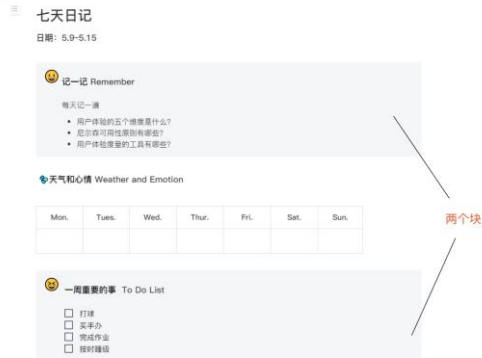 七天日记
日期：5.9-5.15
记一记 Remember
每天记一遍
用户体验的五个维度是什么?
尼尔森可用性原则有哪些?
用户体验度量的工具有哪些?
天气和心情 Weather and Emotion
Mon. Tues. Wed. Thur. Fri. Sat. Sun.
两个块
一周重要的事 To Do List
打球
买手办
完成作业
按时睡级